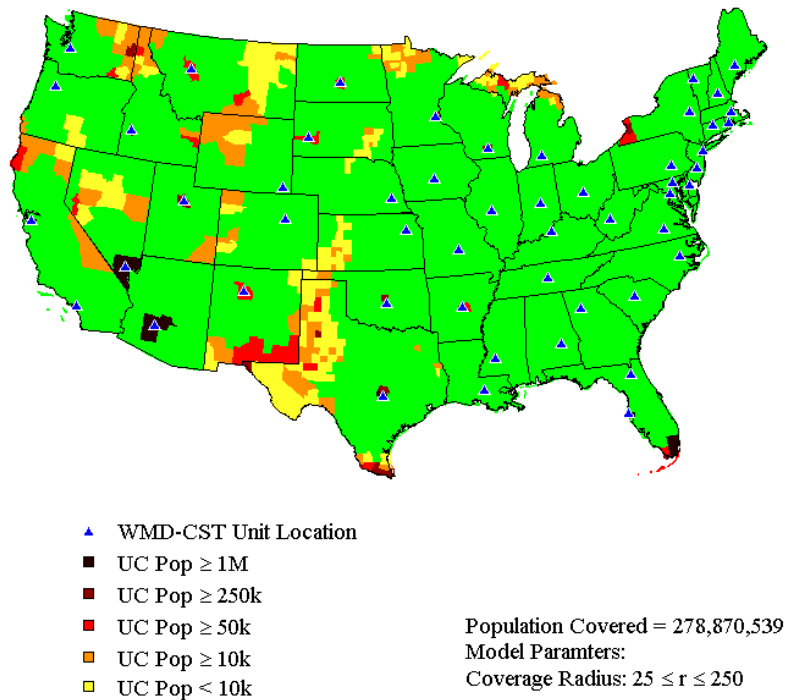 WMD-CST Unit Location
UC Pop ≥ 1M
UC Pop ≥ 250k
UC Pop ≥ 50k
UC Pop ≥ 10k
UC Pop < 10k
Population Covered = 278,870,539
Model Paramters:
Coverage Radius: 25 ≤ r ≤ 250